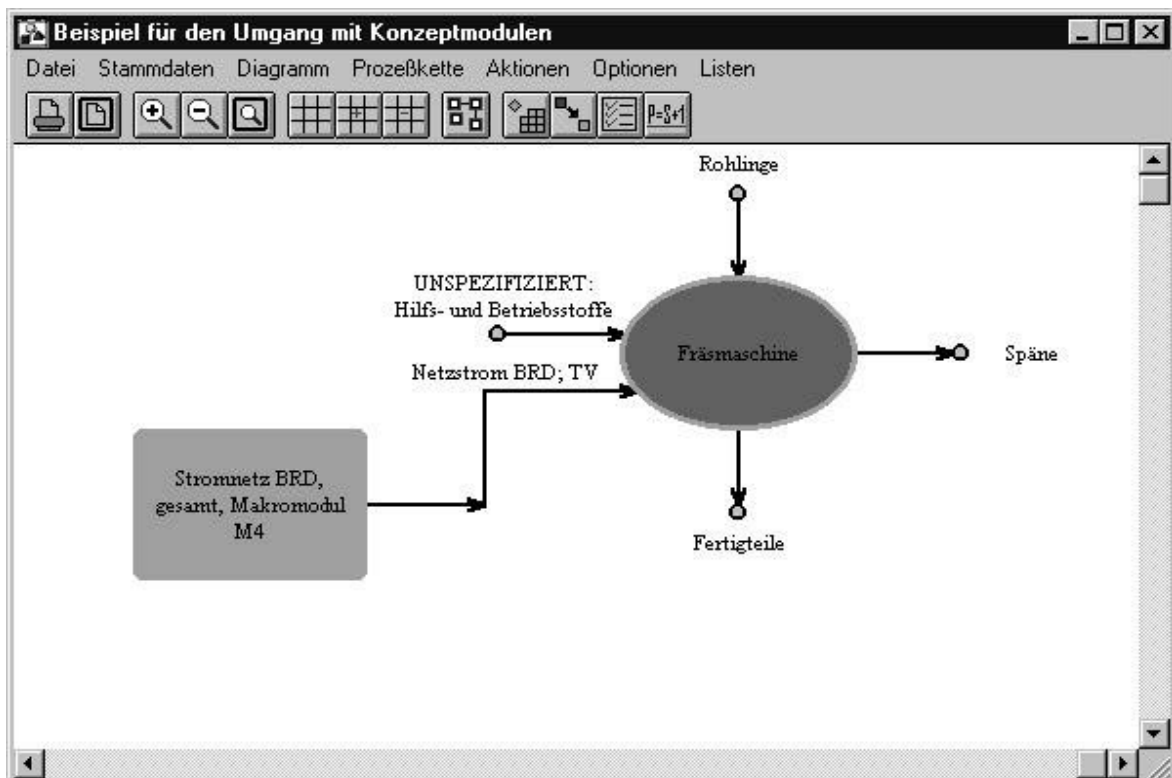 Beispiel für den Umgang mit Konzeptmodulen
Datei Stammdaten Diagramm Prozeßkette Aktionen Optionen Listen
P=S+1
Rohlinge
UNSPEZIFIZIERT:
Hilfs- und Betriebsstoffe
Fräsmaschine
Späne
Netzstrom BRD; TV
Stromnetz BRD,
gesamt, Makromodul
M4
Fertigteile